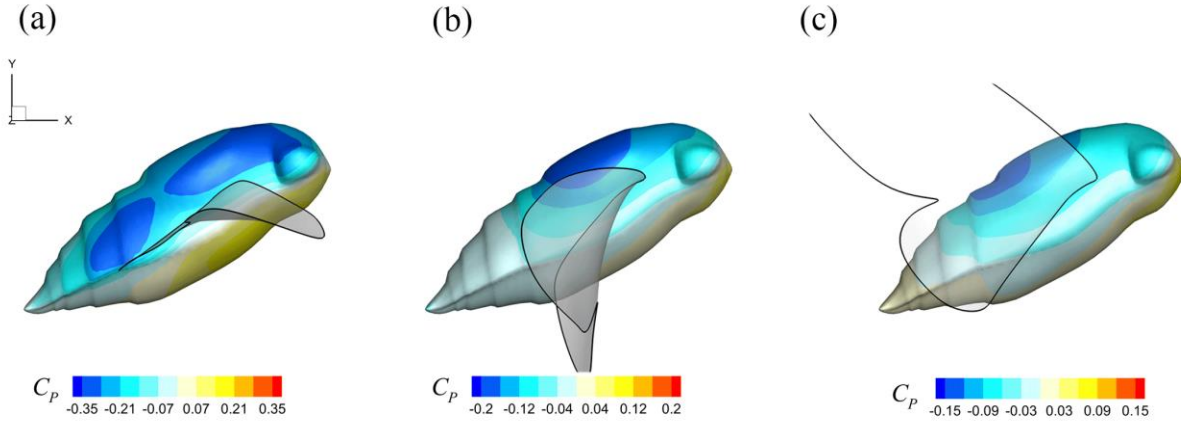 (a) (b) (c)
Y
Z X
C_P -0.35 -0.21 -0.07 0.07 0.21 0.35
C_P -0.2 -0.12 -0.04 0.04 0.12 0.2
C_P -0.15 -0.09 -0.03 0.03 0.09 0.15